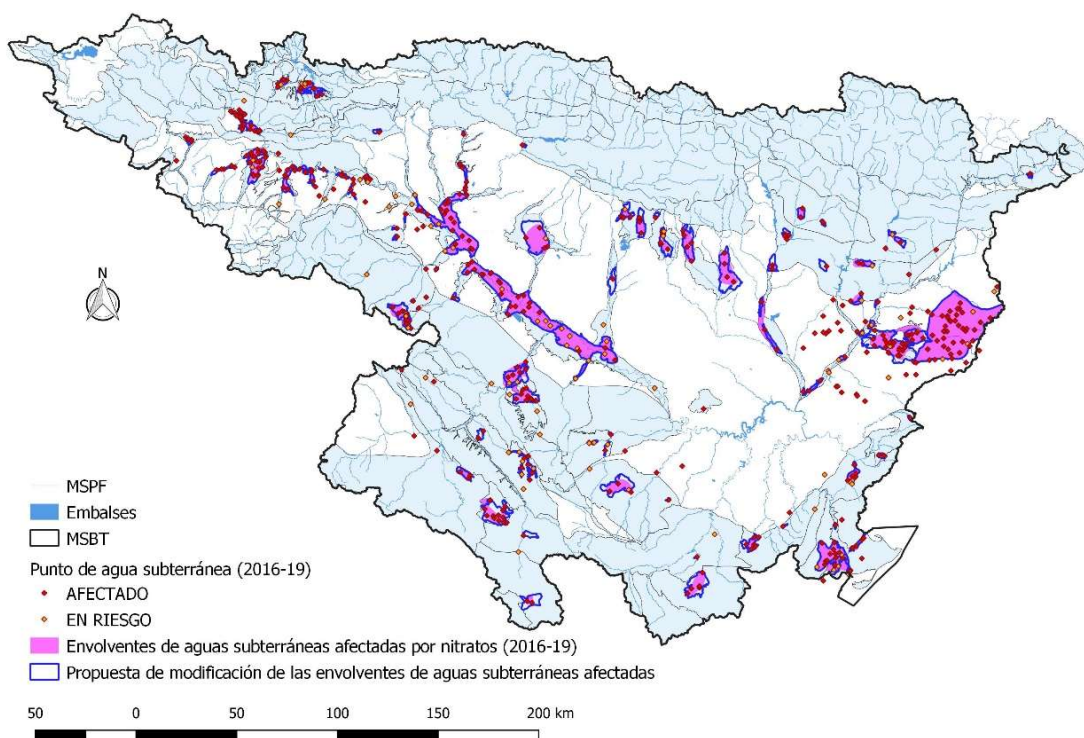 N
MSPF
Embalses
MSBT
Punto de agua subterránea (2016-19)
AFECTADO
EN RIESGO
Envolventes de aguas subterráneas afectadas por nitratos (2016-19)
Propuesta de modificación de las envolventes de aguas subterráneas afectadas
50 0 50 100 150 200 km